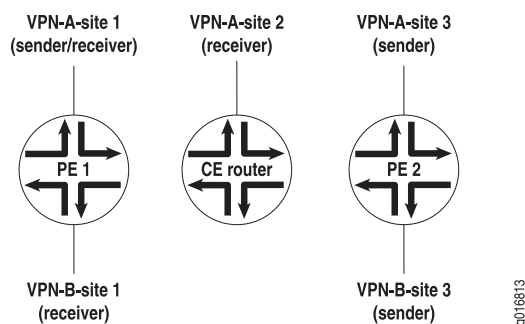 VPN-A-site 1
(sender/receiver)
VPN-A-site 2
(receiver)
VPN-A-site 3
(sender)
PE 1
CE router
PE 2
VPN-B-site 1
(receiver)
VPN-B-site 3
(sender)
g016813